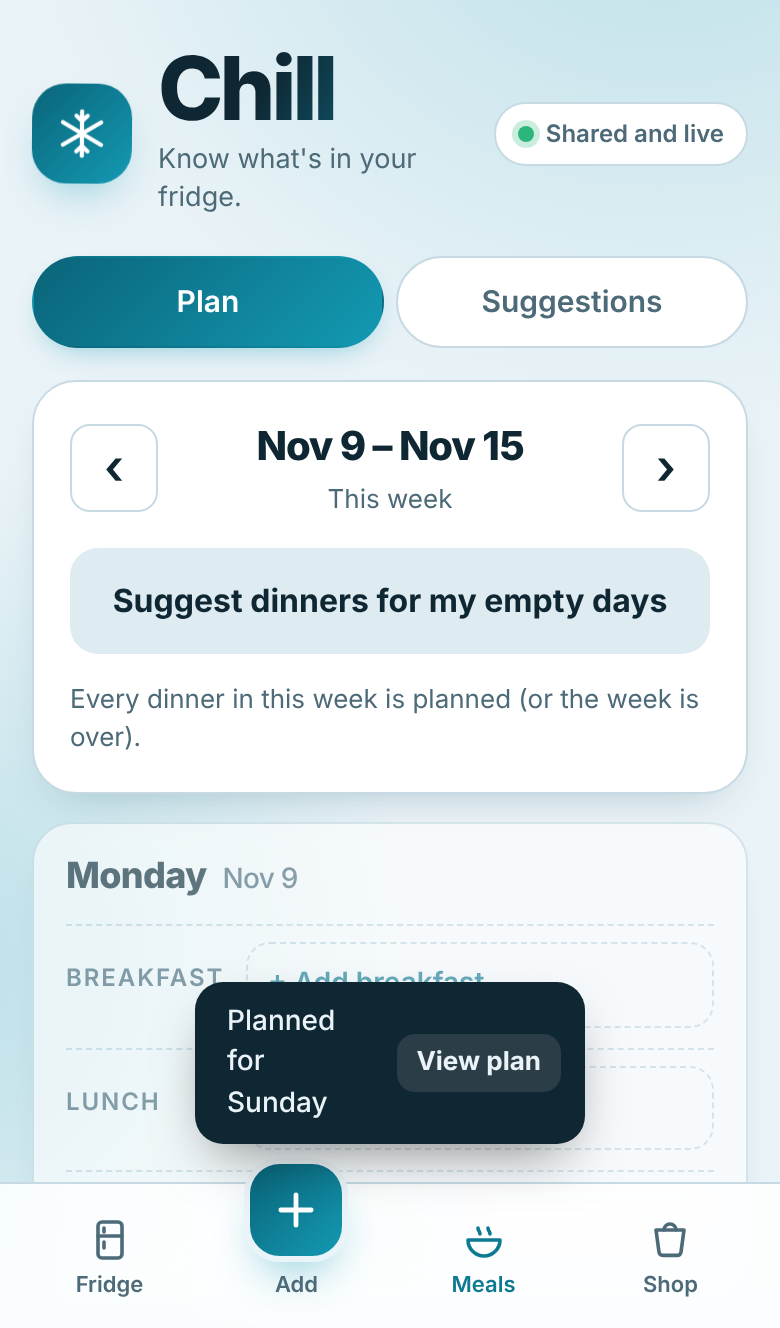 Chill
Know what's in your
fridge.
Shared and live
Plan
Suggestions
‹
Nov 9 – Nov 15
›
This week
Suggest dinners for my empty days
Every dinner in this week is planned (or the week is
over).
Monday Nov 9
BREAKFAST
+ Add breakfast
Planned
for
Sunday
View plan
LUNCH
Fridge
Add
Meals
Shop